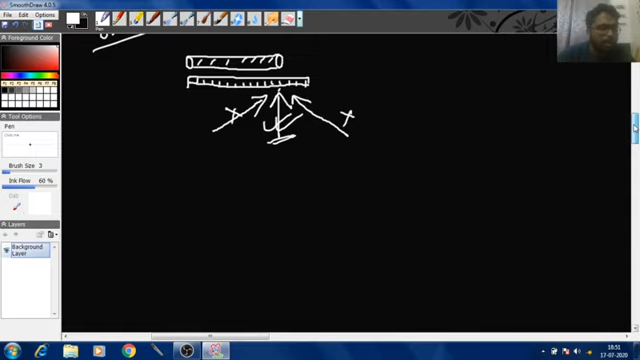 SmoothDraw 4.0.5
File Edit Options
Foreground Color
Pen
Tool Options
Pen
Brush Size 3
Ink Flow 60 %
Layers
Background
Layer
18:51
17-07-2020